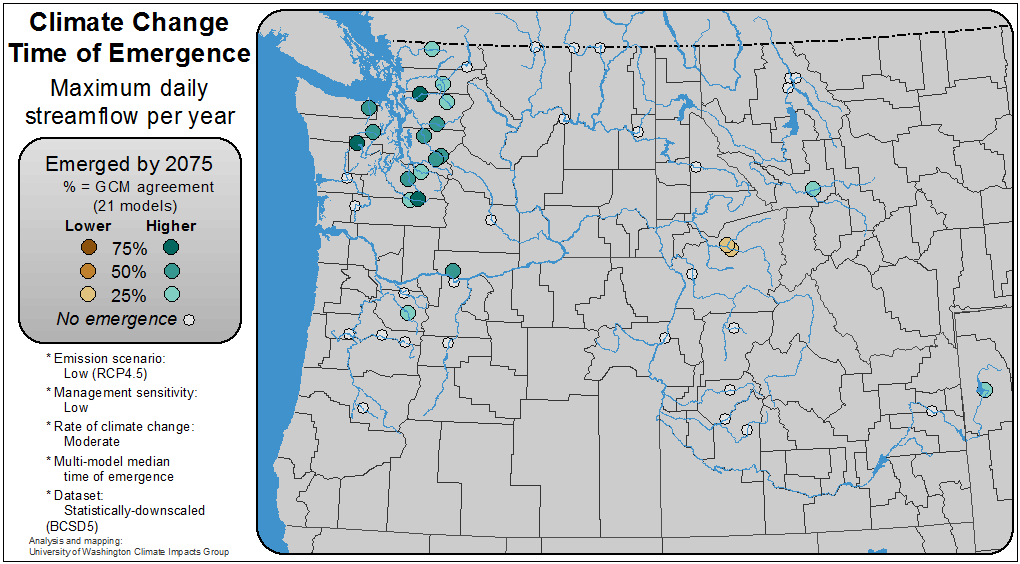 Climate Change
Time of Emergence
Maximum daily
streamflow per year
Emerged by 2075
% = GCM agreement
(21 models)
Lower Higher
75%
50%
25%
No emergence
* Emission scenario:
Low (RCP4.5)
* Management sensitivity:
Low
* Rate of climate change:
Moderate
* Multi-model median
time of emergence
* Dataset:
Statistically-downscaled
(BCSD5)
Analysis and mapping:
University of Washington Climate Impacts Group